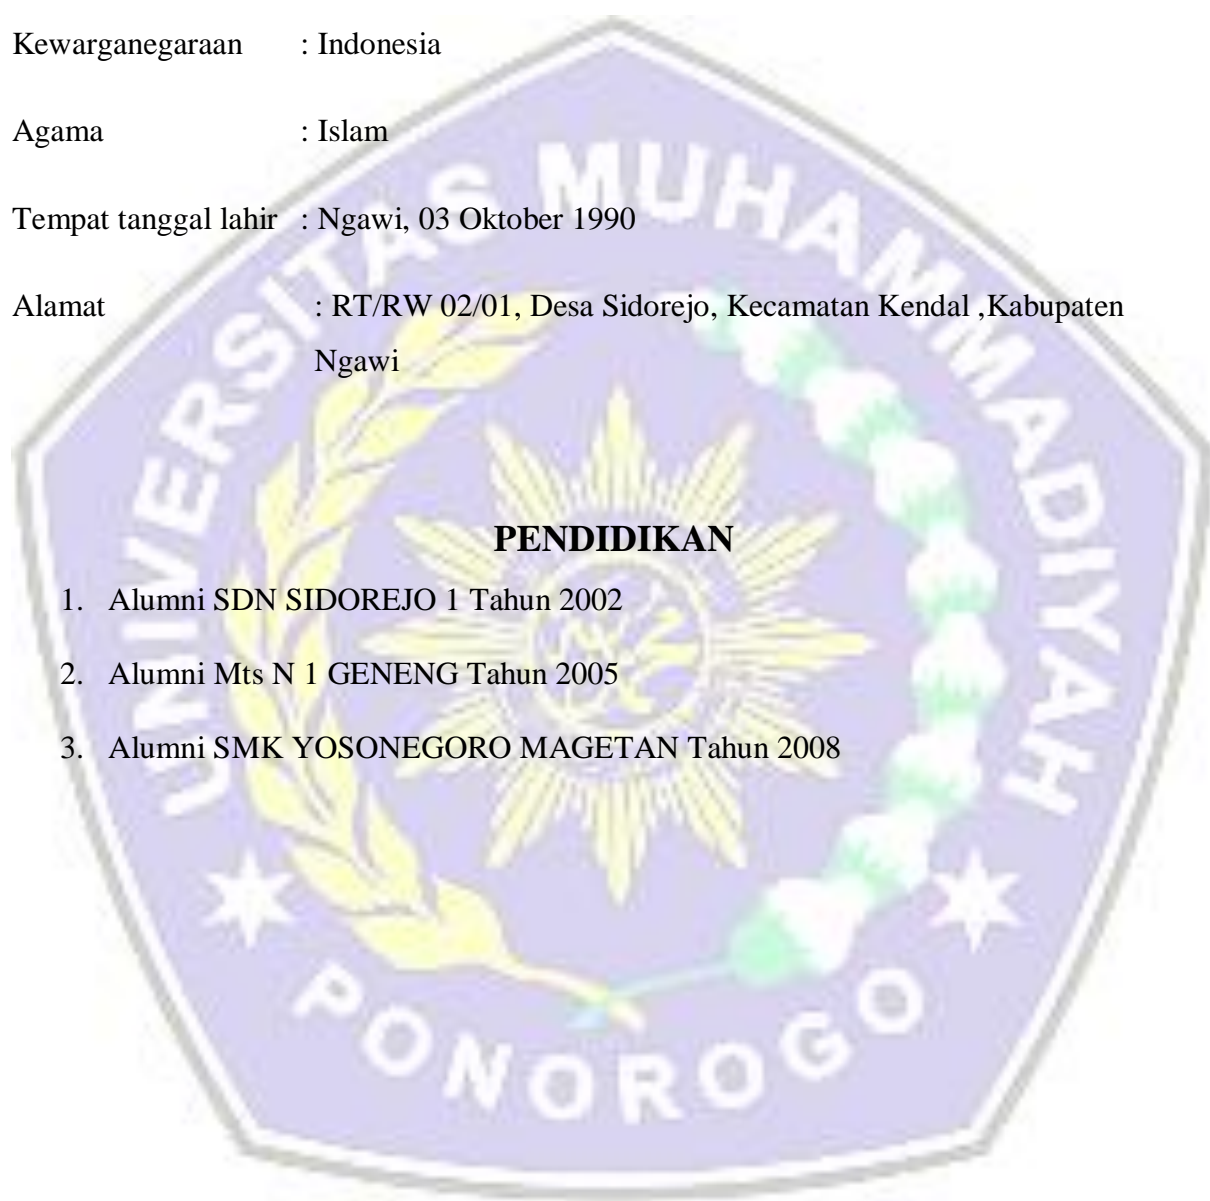 Kewarganegaraan : Indonesia
Agama : Islam
Tempat tanggal lahir : Ngawi, 03 Oktober 1990
Alamat : RT/RW 02/01, Desa Sidorejo, Kecamatan Kendal ,Kabupaten
Ngawi
PENDIDIKAN
1. Alumni SDN SIDOREJO 1 Tahun 2002
2. Alumni Mts N 1 GENENG Tahun 2005
3. Alumni SMK YOSONEGORO MAGETAN Tahun 2008
UNIVERSITAS MUHAMMADIYAH
PONOROGO